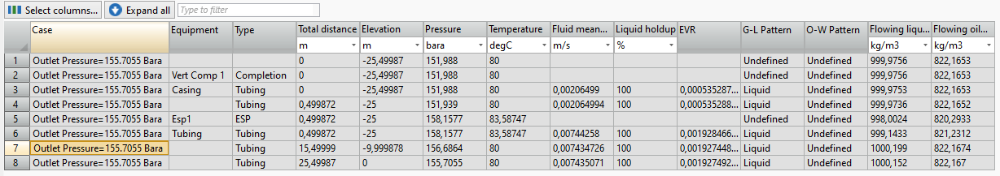 Select columns... Expand all Type to filter
Case Equipment Type Total distance Elevation Pressure Temperature Fluid mean... Liquid holdup EVR G-L Pattern O-W Pattern Flowing liqu... Flowing oil...
m m bara degC m/s % kg/m3 kg/m3
1 Outlet Pressure=155.7055 Bara 0 -25,49987 151,988 80 Undefined Undefined 999,9756 822,1653
2 Outlet Pressure=155.7055 Bara Vert Comp 1 Completion 0 -25,49987 151,988 80 Undefined Undefined 999,9756 822,1653
3 Outlet Pressure=155.7055 Bara Casing Tubing 0 -25,49987 151,988 80 0,00206499 100 0,000535287... Liquid Undefined 999,9753 822,1653
4 Outlet Pressure=155.7055 Bara Tubing 0,499872 -25 151,939 80 0,002064994 100 0,000535288... Liquid Undefined 999,9736 822,1652
5 Outlet Pressure=155.7055 Bara Esp1 ESP 0,499872 -25 158,1577 83,58747 Undefined Undefined 998,0024 820,2933
6 Outlet Pressure=155.7055 Bara Tubing Tubing 0,499872 -25 158,1577 83,58747 0,00744258 100 0,001928466... Liquid Undefined 999,1433 821,2312
7 Outlet Pressure=155.7055 Bara Tubing 15,49999 -9,999878 156,6864 80 0,007434726 100 0,001927448... Liquid Undefined 1000,199 822,1674
8 Outlet Pressure=155.7055 Bara Tubing 25,49987 0 155,7055 80 0,007435071 100 0,001927492... Liquid Undefined 1000,152 822,167